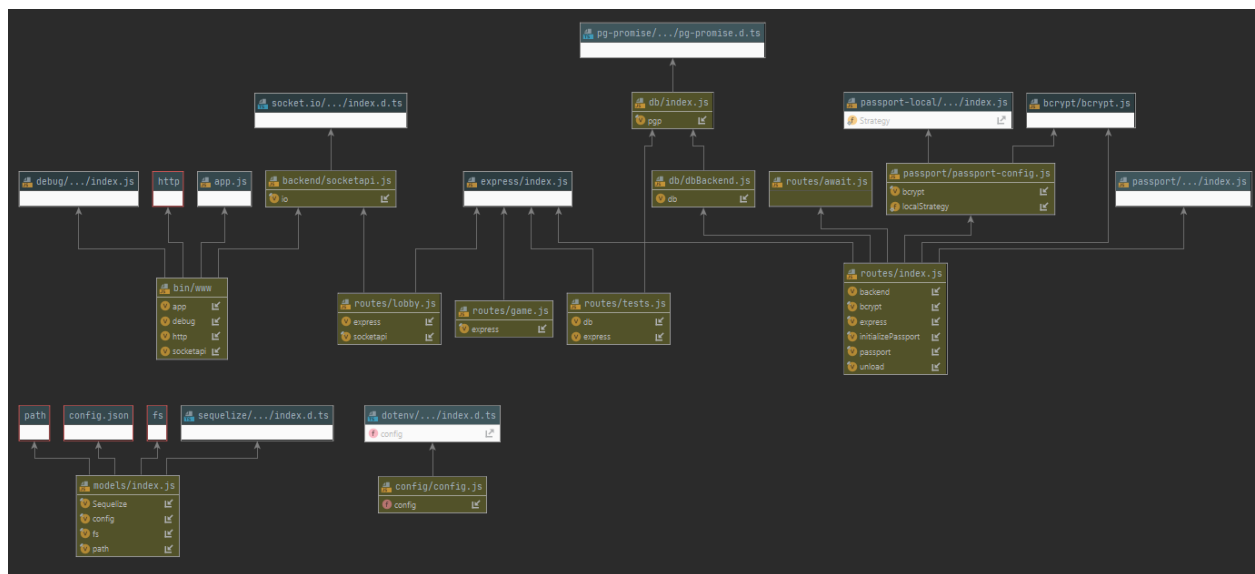 pg-promise/.../pg-promise.d.ts
socket.io/.../index.d.ts
db/index.js
pgp
passport-local/.../index.js
Strategy
bcrypt/bcrypt.js
debug/.../index.js
http
app.js
backend/socketapi.js
io
express/index.js
db/dbBackend.js
db
routes/await.js
passport/passport-config.js
bcrypt
localStrategy
passport/.../index.js
bin/www
app
debug
http
socketapi
routes/lobby.js
express
socketapi
routes/game.js
express
routes/tests.js
db
express
routes/index.js
backend
bcrypt
express
initializePassport
passport
unload
path
config.json
fs
sequelize/.../index.d.ts
dotenv/.../index.d.ts
config
models/index.js
Sequelize
config
fs
path
config/config.js
config